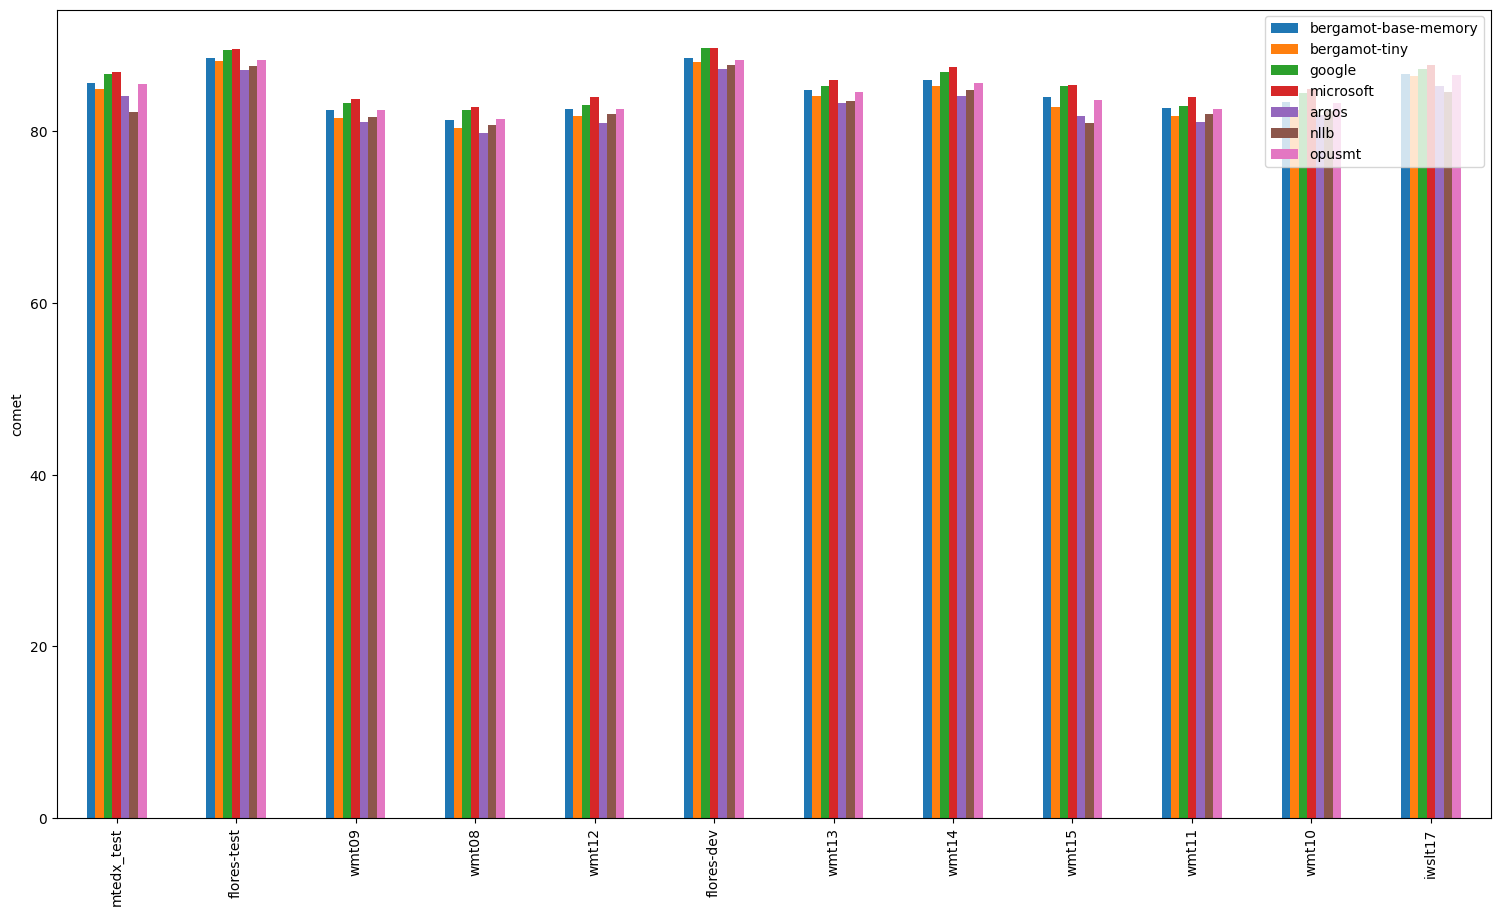 bergamot-base-memory
bergamot-tiny
google
microsoft
argos
nllb
opusmt
comet
80
60
40
20
0
mtedx_test
flores-test
wmt09
wmt08
wmt12
flores-dev
wmt13
wmt14
wmt15
wmt11
wmt10
iwslt17